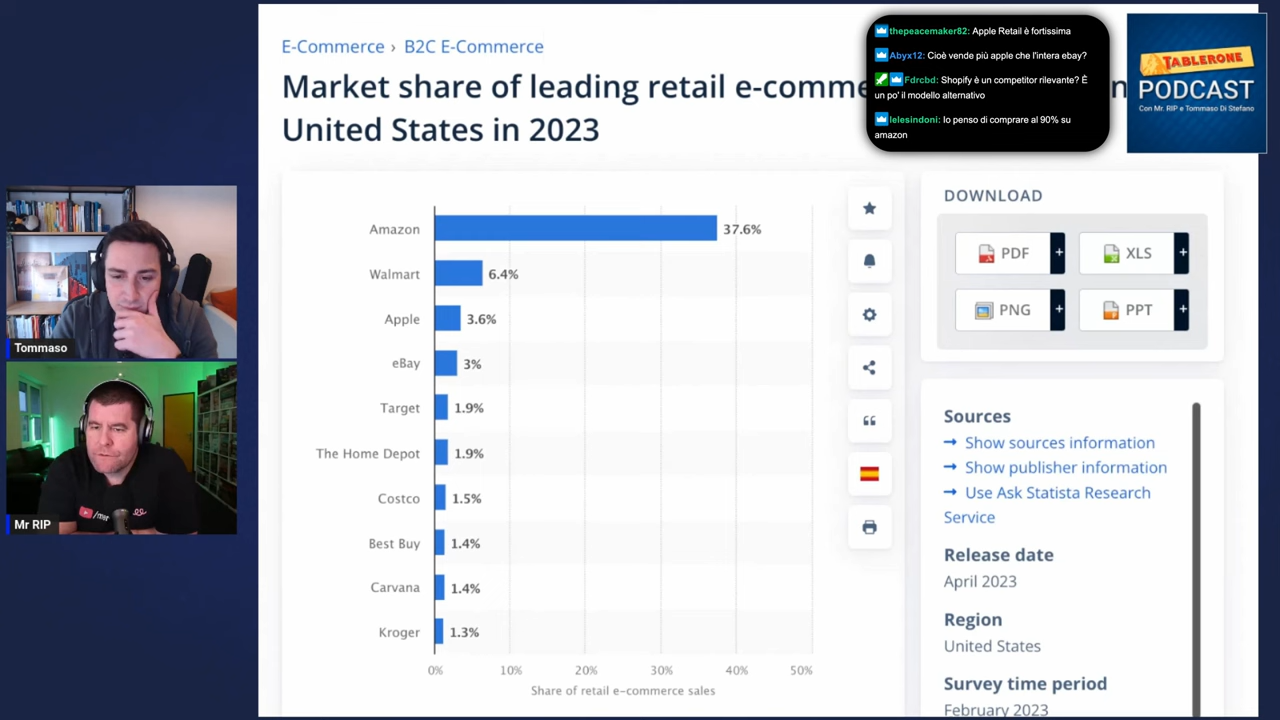 E-Commerce › B2C E-Commerce
Market share of leading retail e-comme n
United States in 2023
thepeacemaker82: Apple Retail è fortissima
Abyx12: Cioè vende più apple che l'intera ebay?
Fdrcbd: Shopify è un competitor rilevante? È
un po' il modello alternativo
lelesindoni: Io penso di comprare al 90% su
amazon
TABLERONE
PODCAST
Con Mr. RIP e Tommaso Di Stefano
Tommaso
Mr RIP
Amazon 37.6%
Walmart 6.4%
Apple 3.6%
eBay 3%
Target 1.9%
The Home Depot 1.9%
Costco 1.5%
Best Buy 1.4%
Carvana 1.4%
Kroger 1.3%
0% 10% 20% 30% 40% 50%
Share of retail e-commerce sales
DOWNLOAD
PDF + XLS +
PNG + PPT +
Sources
→ Show sources information
→ Show publisher information
→ Use Ask Statista Research
Service
Release date
April 2023
Region
United States
Survey time period
February 2023